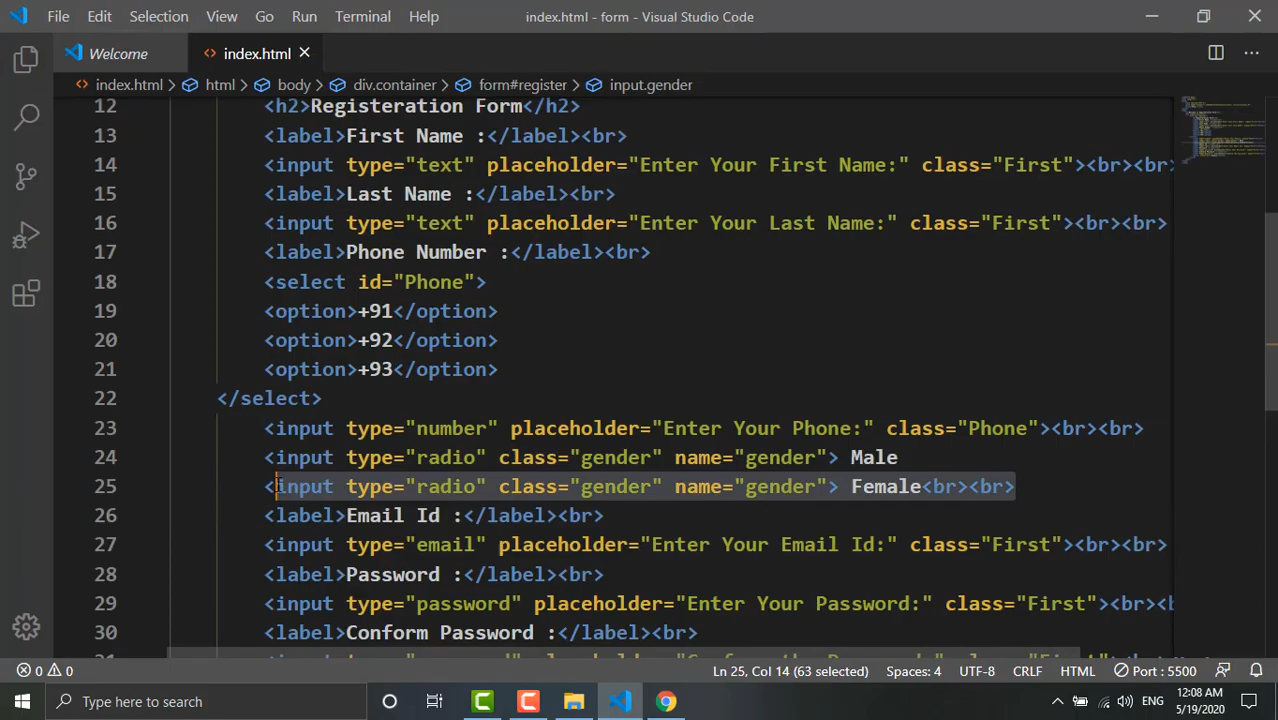 File Edit Selection View Go Run Terminal Help index.html - form - Visual Studio Code
Welcome <> index.html
<> index.html > html > body > div.container > form#register > input.gender
12 <h2>Registeration Form</h2>
13 <label>First Name :</label><br>
14 <input type="text" placeholder="Enter Your First Name:" class="First"><br><br>
15 <label>Last Name :</label><br>
16 <input type="text" placeholder="Enter Your Last Name:" class="First"><br><br>
17 <label>Phone Number :</label><br>
18 <select id="Phone">
19 <option>+91</option>
20 <option>+92</option>
21 <option>+93</option>
22 </select>
23 <input type="number" placeholder="Enter Your Phone:" class="Phone"><br><br>
24 <input type="radio" class="gender" name="gender"> Male
25 <input type="radio" class="gender" name="gender"> Female<br><br>
26 <label>Email Id :</label><br>
27 <input type="email" placeholder="Enter Your Email Id:" class="First"><br><br>
28 <label>Password :</label><br>
29 <input type="password" placeholder="Enter Your Password:" class="First"><br><b
30 <label>Conform Password :</label><br>
0 0 Ln 25, Col 14 (63 selected) Spaces: 4 UTF-8 CRLF HTML Port : 5500
Type here to search ENG 12:08 AM
5/19/2020